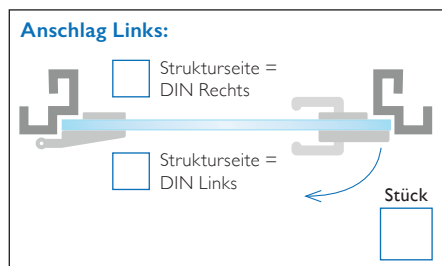 Anschlag Links:
Strukturseite =
DIN Rechts
Strukturseite =
DIN Links
Stück